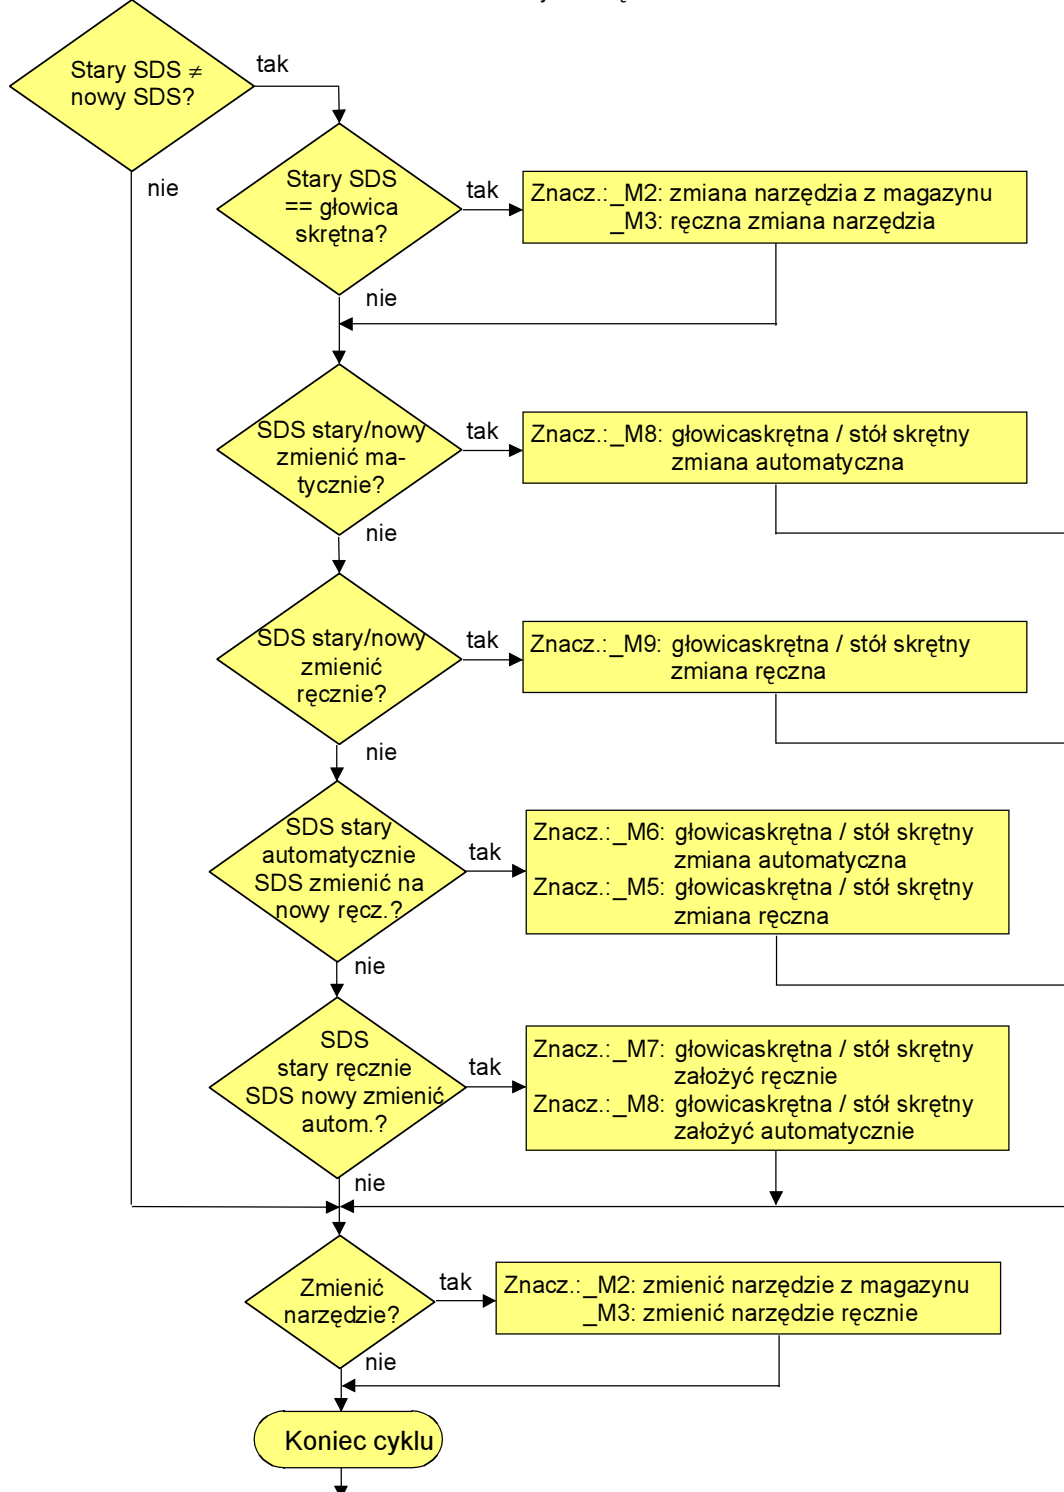 Stary SDS ≠
nowy SDS?
tak
nie
Stary SDS
== głowica
skrętna?
tak
Znacz.:_M2: zmiana narzędzia z magazynu
_M3: ręczna zmiana narzędzia
nie
SDS stary/nowy
zmienić ma-
tycznie?
tak
Znacz.:_M8: głowicaskrętna / stół skrętny
zmiana automatyczna
nie
SDS stary/nowy
zmienić
ręcznie?
tak
Znacz.:_M9: głowicaskrętna / stół skrętny
zmiana ręczna
nie
SDS stary
automatycznie
SDS zmienić na
nowy ręcz.?
tak
Znacz.:_M6: głowicaskrętna / stół skrętny
zmiana automatyczna
Znacz.:_M5: głowicaskrętna / stół skrętny
zmiana ręczna
nie
SDS
stary ręcznie
SDS nowy zmienić
autom.?
tak
Znacz.:_M7: głowicaskrętna / stół skrętny
założyć ręcznie
Znacz.:_M8: głowicaskrętna / stół skrętny
założyć automatycznie
nie
Zmienić
narzędzie?
tak
Znacz.:_M2: zmienić narzędzie z magazynu
_M3: zmienić narzędzie ręcznie
nie
Koniec cyklu